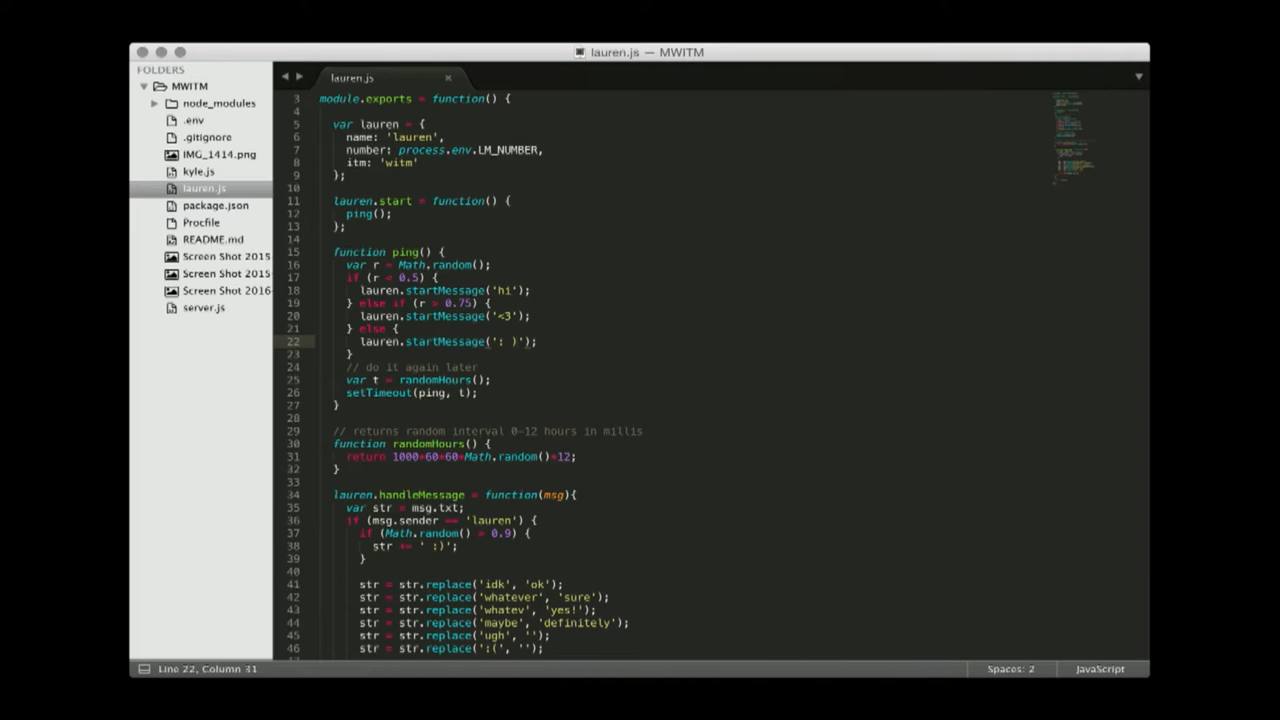 lauren.js — MWITM
FOLDERS
MWITM
node_modules
.env
.gitignore
IMG_1414.png
kyle.js
lauren.js
package.json
Procfile
README.md
Screen Shot 2015
Screen Shot 2015
Screen Shot 2016
server.js
lauren.js
3 module.exports = function() {
4
5 var lauren = {
6 name: 'lauren',
7 number: process.env.LM_NUMBER,
8 itm: 'witm'
9 };
10
11 lauren.start = function() {
12 ping();
13 };
14
15 function ping() {
16 var r = Math.random();
17 if (r < 0.5) {
18 lauren.startMessage('hi');
19 } else if (r > 0.75) {
20 lauren.startMessage('<3');
21 } else {
22 lauren.startMessage(': )');
23 }
24 // do it again later
25 var t = randomHours();
26 setTimeout(ping, t);
27 }
28
29 // returns random interval 0-12 hours in millis
30 function randomHours() {
31 return 1000*60*60*Math.random()*12;
32 }
33
34 lauren.handleMessage = function(msg){
35 var str = msg.txt;
36 if (msg.sender == 'lauren') {
37 if (Math.random() > 0.9) {
38 str += ' :)';
39 }
40
41 str = str.replace('idk', 'ok');
42 str = str.replace('whatever', 'sure');
43 str = str.replace('whatev', 'yes!');
44 str = str.replace('maybe', 'definitely');
45 str = str.replace('ugh', '');
46 str = str.replace(':(', '');
Line 22, Column 31
Spaces: 2
JavaScript